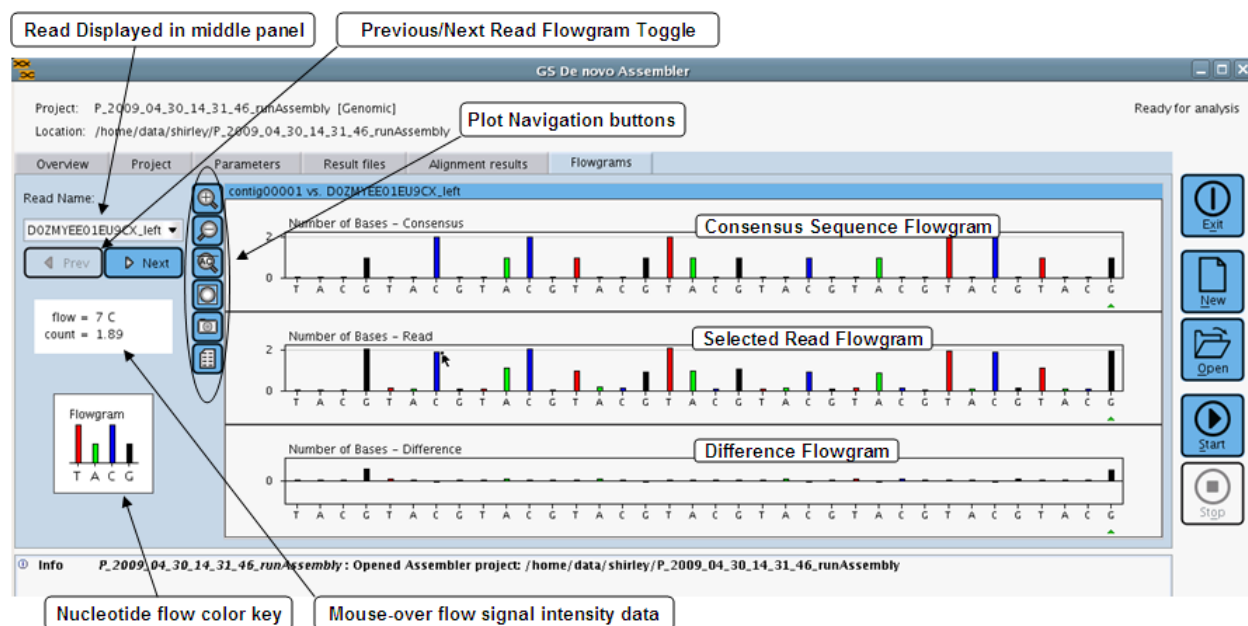 Read Displayed in middle panel
Previous/Next Read Flowgram Toggle
GS De novo Assembler
Project: P_2009_04_30_14_31_46_runAssembly [Genomic]
Ready for analysis
Location: /home/data/shirley/P_2009_04_30_14_31_46_runAssembly
Plot Navigation buttons
Overview Project Parameters Result files Alignment results Flowgrams
Read Name:
contig00001 vs. D0ZMYEE01EU9CX_left
D0ZMYEE01EU9CX_left
Prev Next
Number of Bases - Consensus
Consensus Sequence Flowgram
2
0
T A C G T A C G T A C G T A C G T A C G T A C G T A C G T A C G T A C G
flow = 7 C
count = 1.89
Number of Bases - Read
Selected Read Flowgram
2
0
T A C G T A C G T A C G T A C G T A C G T A C G T A C G T A C G T A C G
Flowgram
T A C G
Number of Bases - Difference
Difference Flowgram
0
T A C G T A C G T A C G T A C G T A C G T A C G T A C G T A C G T A C G
Exit
New
Open
Start
Stop
Info P_2009_04_30_14_31_46_runAssembly : Opened Assembler project: /home/data/shirley/P_2009_04_30_14_31_46_runAssembly
Nucleotide flow color key
Mouse-over flow signal intensity data